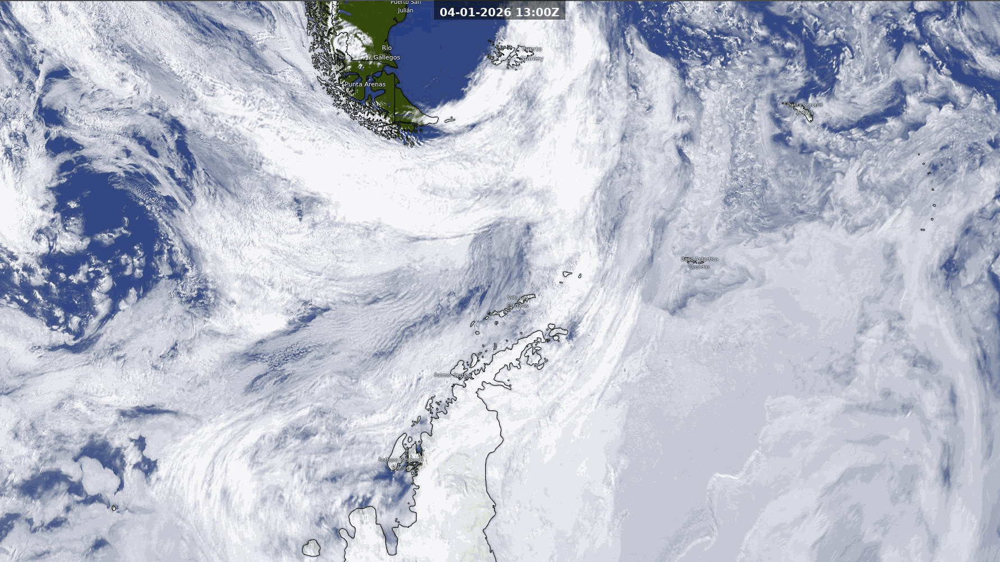 Puerto San
Julián
04-01-2026 13:00Z
Río
Gallegos
Puerto
Stanley
Punta Arenas
Punta Coronel
Zelaya
Base Antartica
Orcadas
Villa Las
Estrellas
Palmer Station
Rothera Research
Station